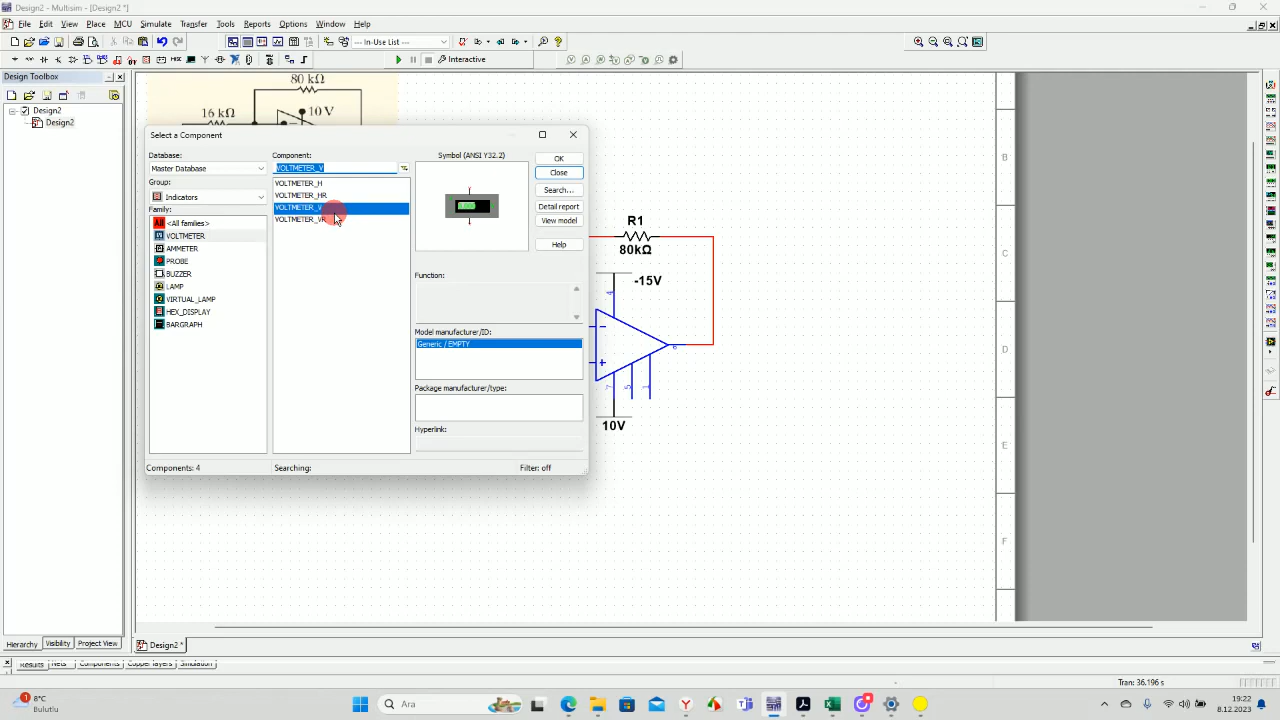 Design2 - Multisim - [Design2 *]
File Edit View Place MCU Simulate Transfer Tools Reports Options Window Help
--- In-Use List ---
Interactive
Design Toolbox
Design2
Design2
80 kΩ
16 kΩ
10 V
Select a Component
Database:
Master Database
Group:
Indicators
Family:
<All families>
VOLTMETER
AMMETER
PROBE
BUZZER
LAMP
VIRTUAL_LAMP
HEX_DISPLAY
BARGRAPH
Component:
VOLTMETER_V
VOLTMETER_H
VOLTMETER_HR
VOLTMETER_V
VOLTMETER_VR
Symbol (ANSI Y32.2)
OK
Close
Search...
Detail report
View model
Help
Function:
Model manufacturer/ID:
Generic / EMPTY
Package manufacturer/type:
Hyperlink:
Components: 4
Searching:
Filter: off
R1
80kΩ
-15V
4
6
7
5
1
10V
B
C
D
E
F
Hierarchy Visibility Project View
Design2 *
Results Nets Components Copper layers Simulation
Tran: 36.196 s
8°C
Bulutlu
Ara
19:22
8.12.2023